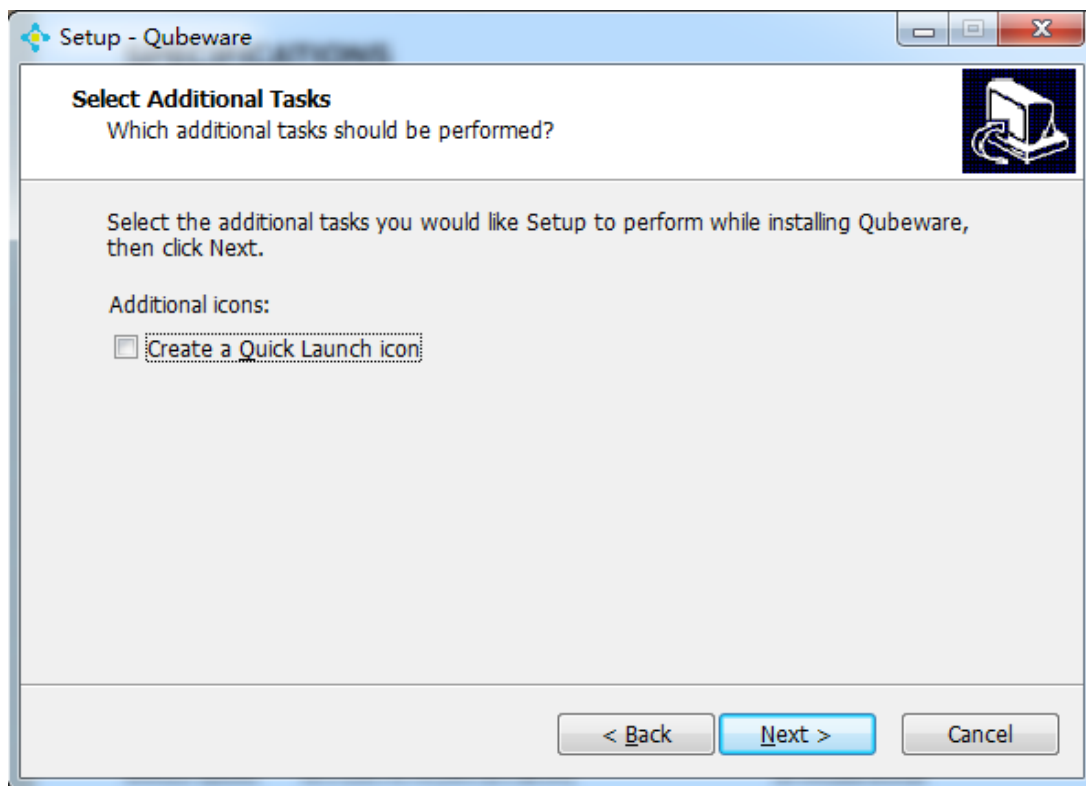 Setup - Qubeware
Select Additional Tasks
Which additional tasks should be performed?
Select the additional tasks you would like Setup to perform while installing Qubeware,
then click Next.
Additional icons:
Create a Quick Launch icon
< Back
Next >
Cancel